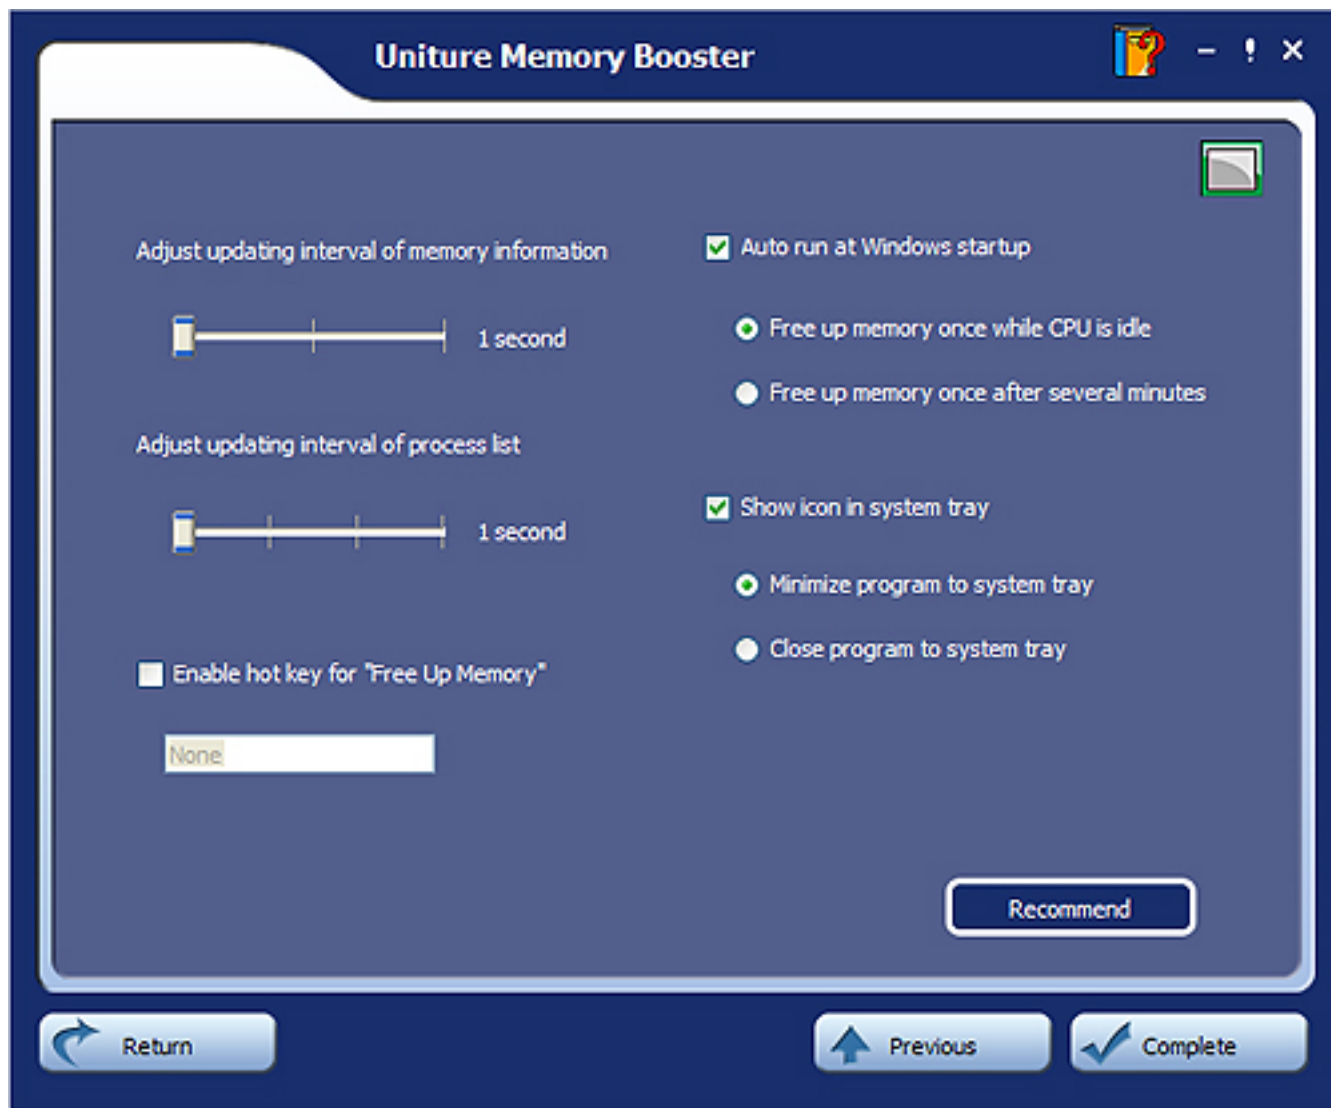 Uniture Memory Booster
Adjust updating interval of memory information
1 second
Adjust updating interval of process list
1 second
Enable hot key for "Free Up Memory"
None
Auto run at Windows startup
Free up memory once while CPU is idle
Free up memory once after several minutes
Show icon in system tray
Minimize program to system tray
Close program to system tray
Recommend
Return
Previous
Complete